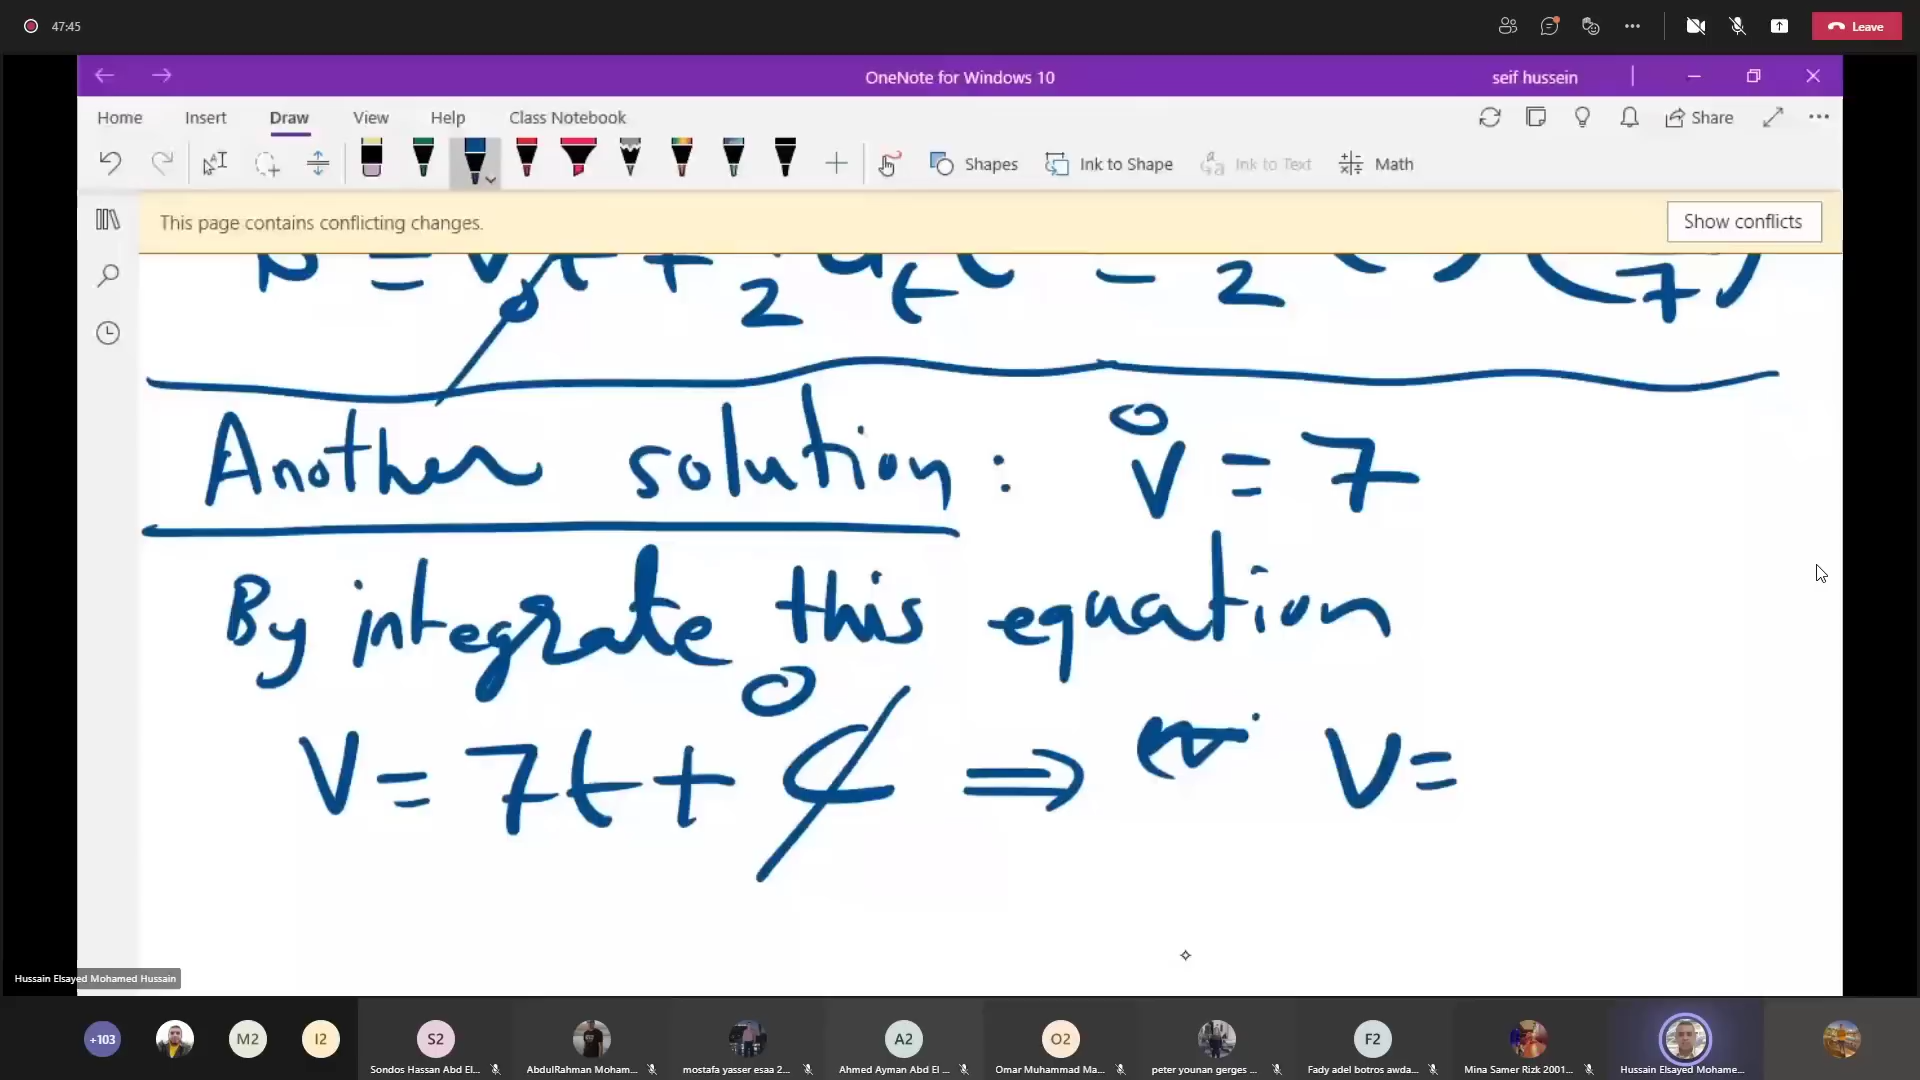 47:45
Leave
OneNote for Windows 10
seif hussein
Home Insert Draw View Help Class Notebook
Share
Shapes Ink to Shape Ink to Text Math
This page contains conflicting changes.
Show conflicts
Another solution : v̊ = 7
By integrate this equation
V = 7t + C 0 ⟹ V =
Hussain Elsayed Mohamed Hussain
+103 M2 I2 S2 A2 O2 F2
Sondos Hassan Abd El... AbdulRahman Moham... mostafa yasser esaa 2... Ahmed Ayman Abd El ... Omar Muhammad Ma... peter younan gerges ... Fady adel botros awda... Mina Samer Rizk 2001... Hussain Elsayed Mohame...